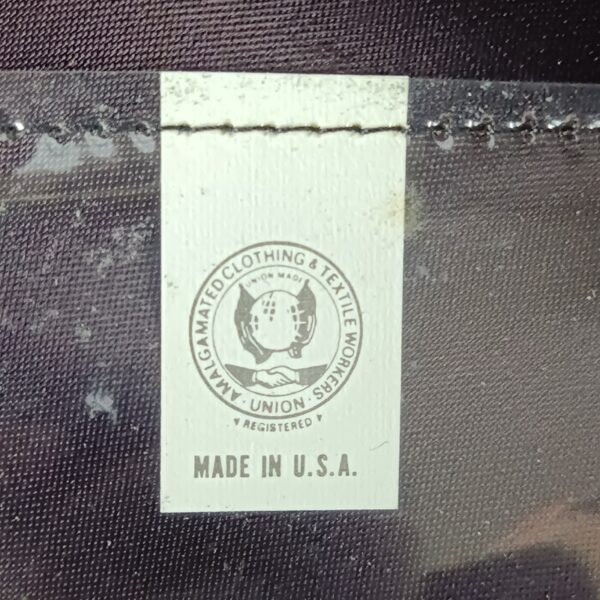 AMALGAMATED CLOTHING & TEXTILE WORKERS
UNION MADE
· UNION ·
REGISTERED
MADE IN U.S.A.